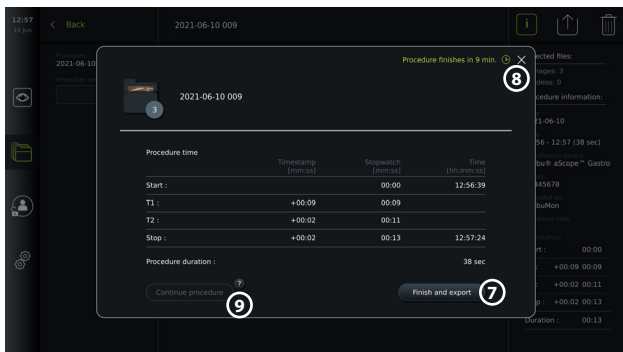 12:57
10 Jun
Back
2021-06-10 009
i
Procedure
2021-06-10
Procedure finishes in 9 min.
8
3
2021-06-10 009
Procedure time
Timestamp [mm:ss]
Stopwatch [mm:ss]
Time [hh:mm:ss]
Start : 00:00 12:56:39
T1 : +00:09 00:09
T2 : +00:02 00:11
Stop : +00:02 00:13 12:57:24
Procedure duration : 38 sec
Continue procedure
?
9
Finish and export
7
ected files:
mages: 3
deos: 0
cedure information:
21-06-10
56 - 12:57 (38 sec)
bu® aScope™ Gastro
45678
buMon
rt : 00:00
+00:09 00:09
+00:02 00:11
p : +00:02 00:13
Duration : 00:13